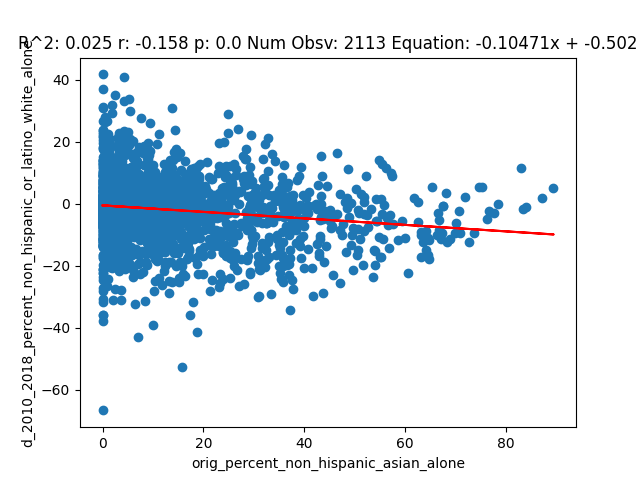 R^2: 0.025 r: -0.158 p: 0.0 Num Obsv: 2113 Equation: -0.10471x + -0.502
d_2010_2018_percent_non_hispanic_or_latino_white_alone
40
20
0
−20
−40
−60
0 20 40 60 80
orig_percent_non_hispanic_asian_alone